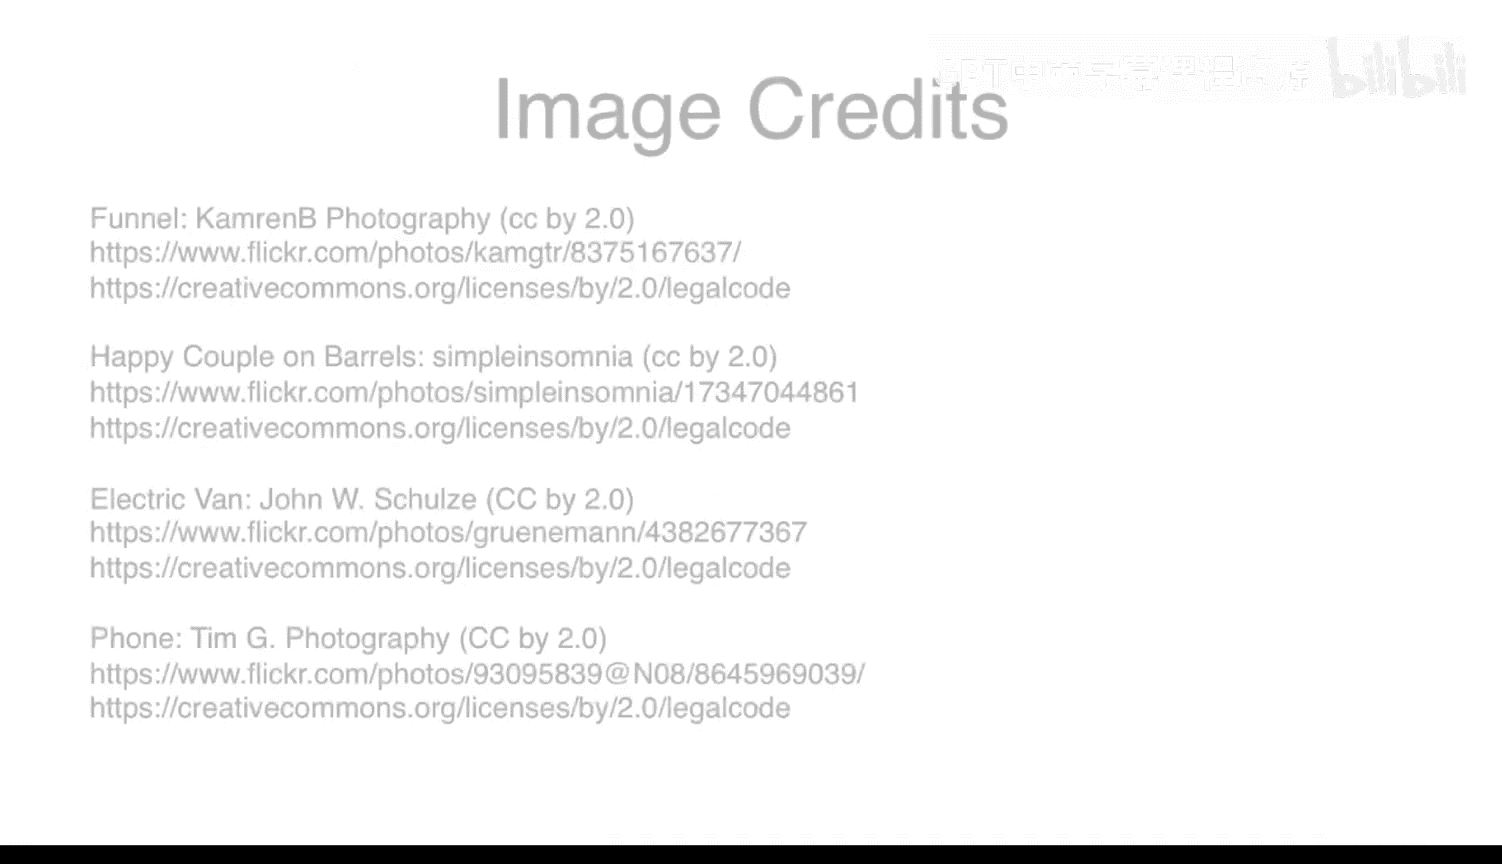 Image Credits
bilibili
Funnel: KamrenB Photography (cc by 2.0)
https://www.flickr.com/photos/kamgtr/8375167637/
https://creativecommons.org/licenses/by/2.0/legalcode
Happy Couple on Barrels: simpleinsomnia (cc by 2.0)
https://www.flickr.com/photos/simpleinsomnia/17347044861
https://creativecommons.org/licenses/by/2.0/legalcode
Electric Van: John W. Schulze (CC by 2.0)
https://www.flickr.com/photos/gruenemann/4382677367
https://creativecommons.org/licenses/by/2.0/legalcode
Phone: Tim G. Photography (CC by 2.0)
https://www.flickr.com/photos/93095839@N08/8645969039/
https://creativecommons.org/licenses/by/2.0/legalcode